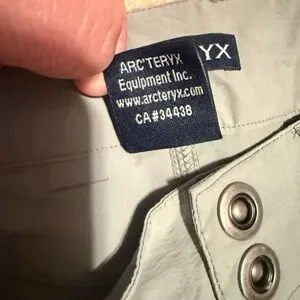 ARC'TERYX
Equipment Inc.
www.arcteryx.com
CA#34438
YX